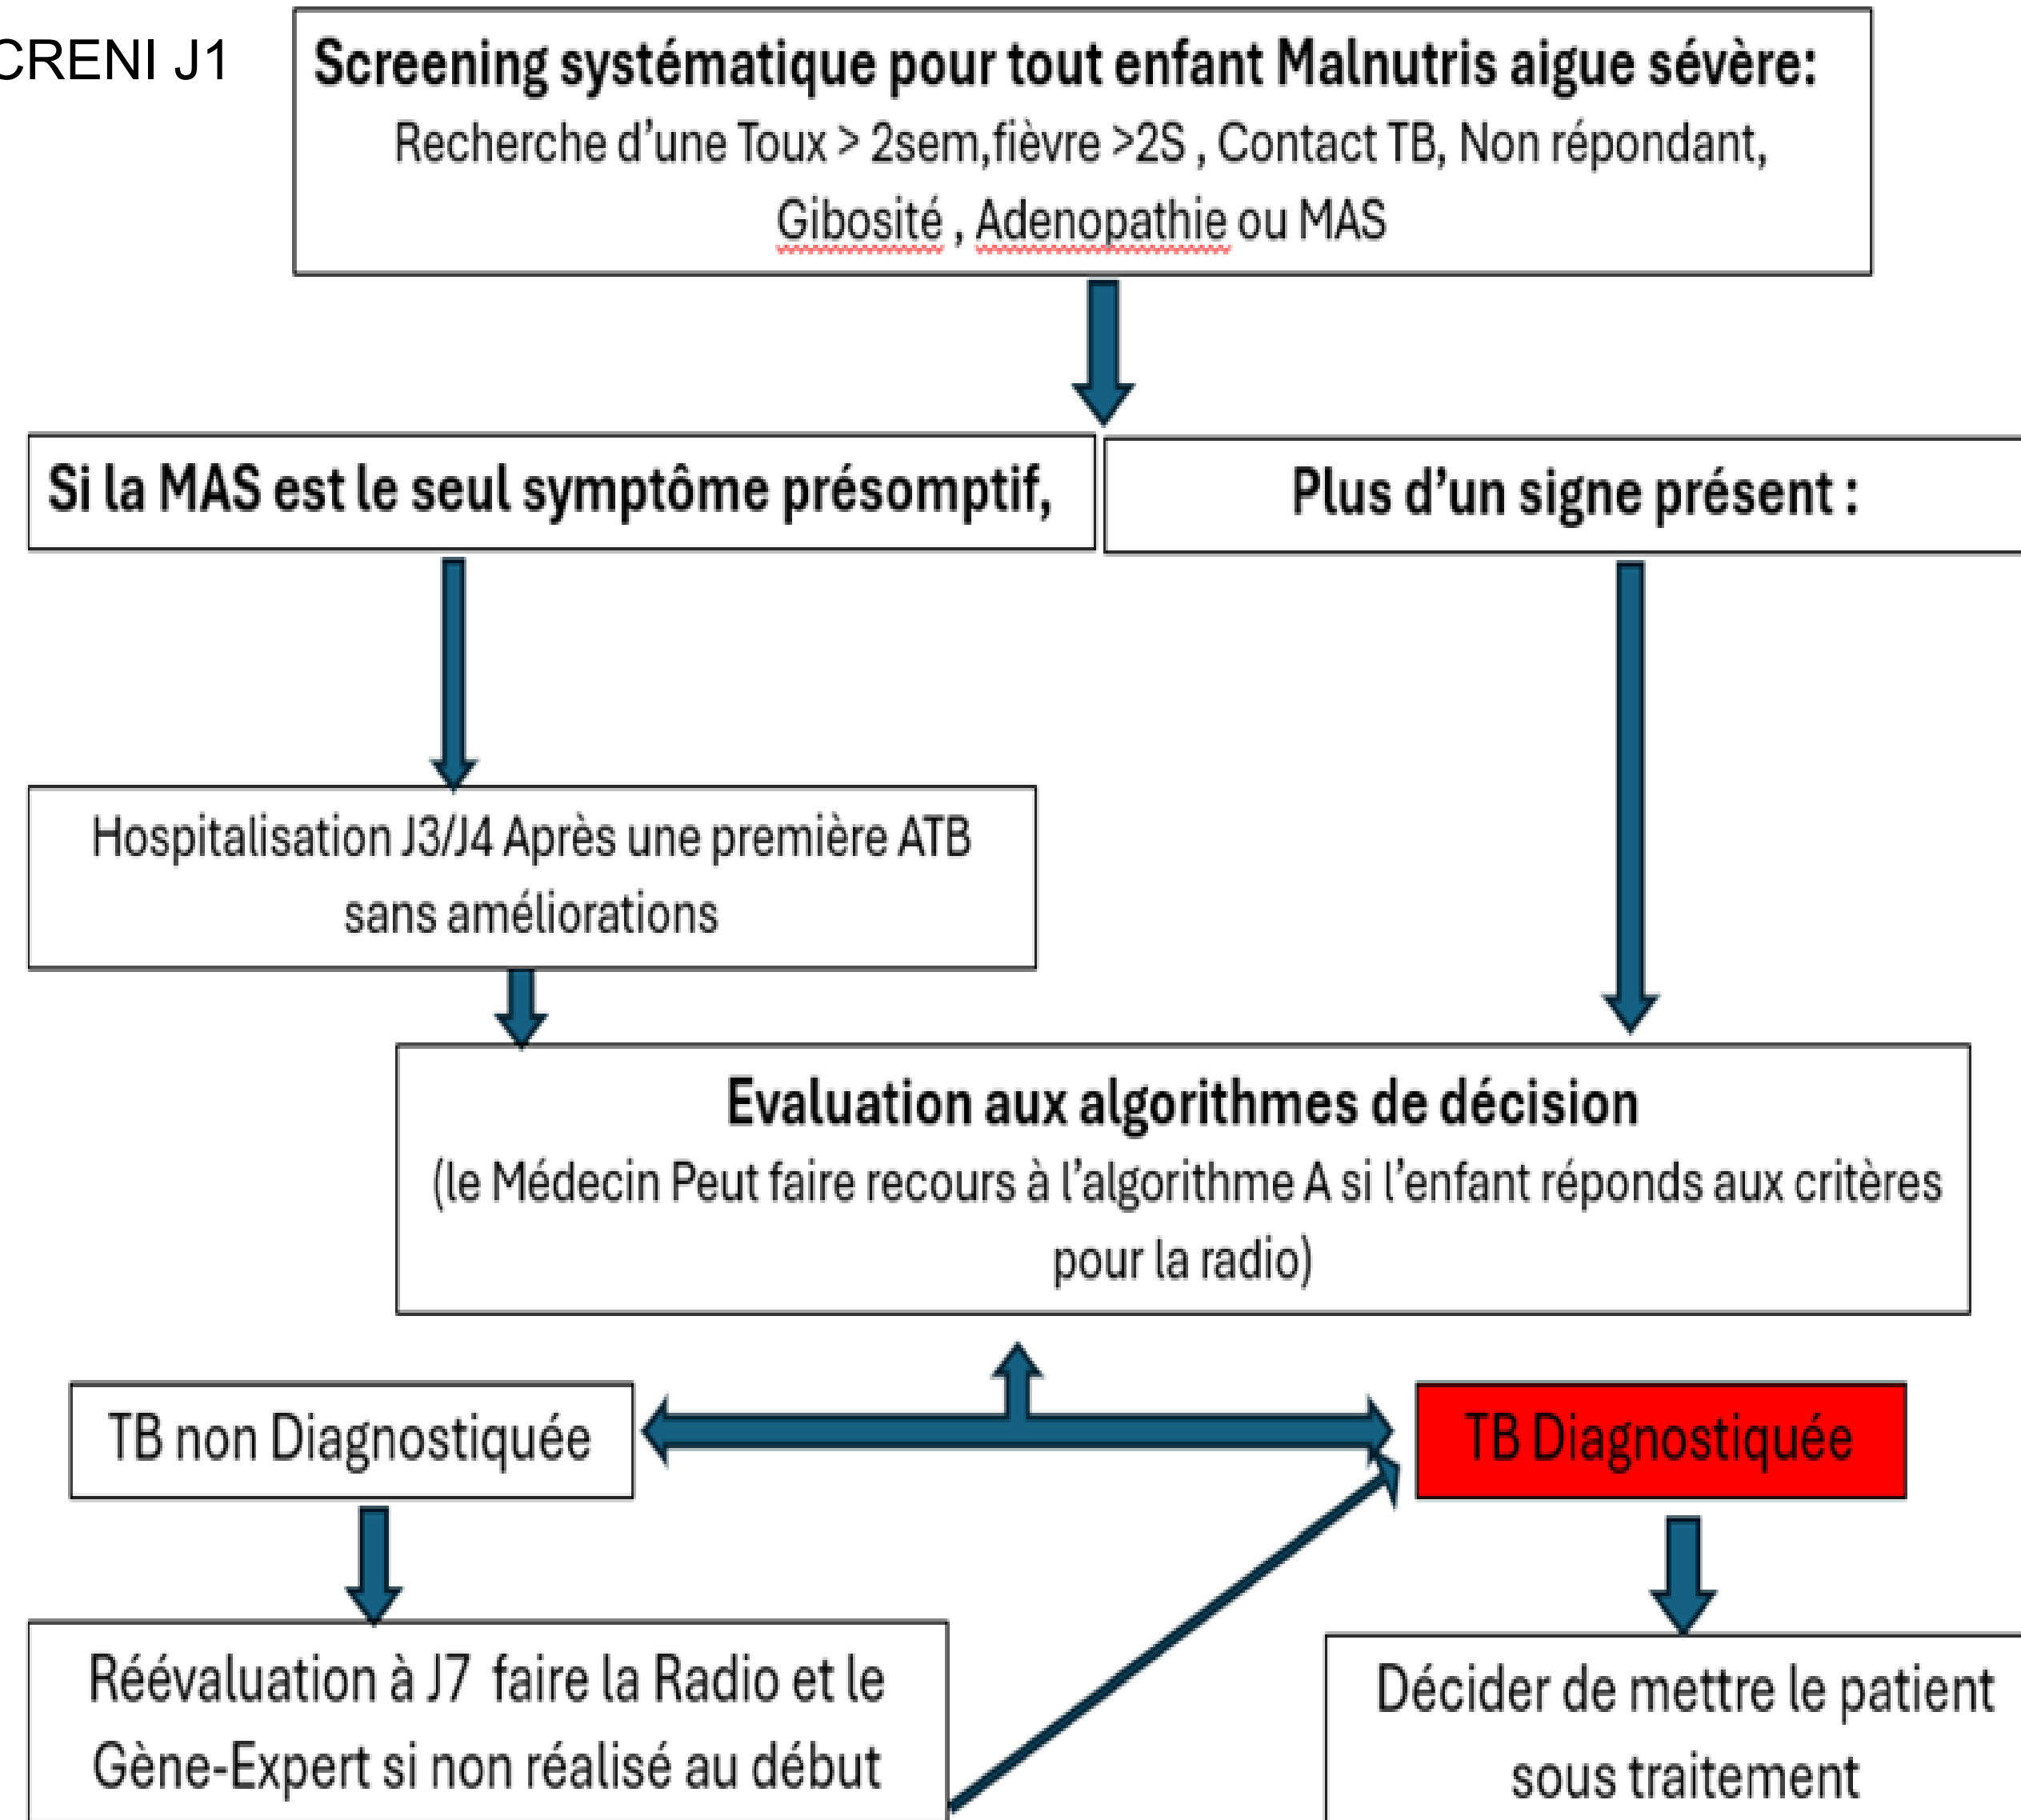 CRENI J1
Screening systématique pour tout enfant Malnutris aigue sévère:
Recherche d'une Toux > 2sem,fièvre >2S , Contact TB, Non répondant,
Gibosité , Adenopathie ou MAS
Si la MAS est le seul symptôme présomptif,
Plus d'un signe présent :
Hospitalisation J3/J4 Après une première ATB
sans améliorations
Evaluation aux algorithmes de décision
(le Médecin Peut faire recours à l'algorithme A si l'enfant réponds aux critères
pour la radio)
TB non Diagnostiquée
TB Diagnostiquée
Réévaluation à J7 faire la Radio et le
Gène-Expert si non réalisé au début
Décider de mettre le patient
sous traitement